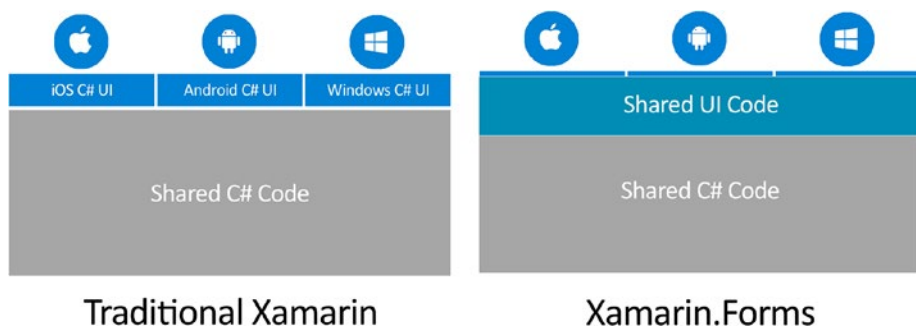 iOS C# UI
Android C# UI
Windows C# UI
Shared C# Code
Traditional Xamarin
Shared UI Code
Shared C# Code
Xamarin.Forms